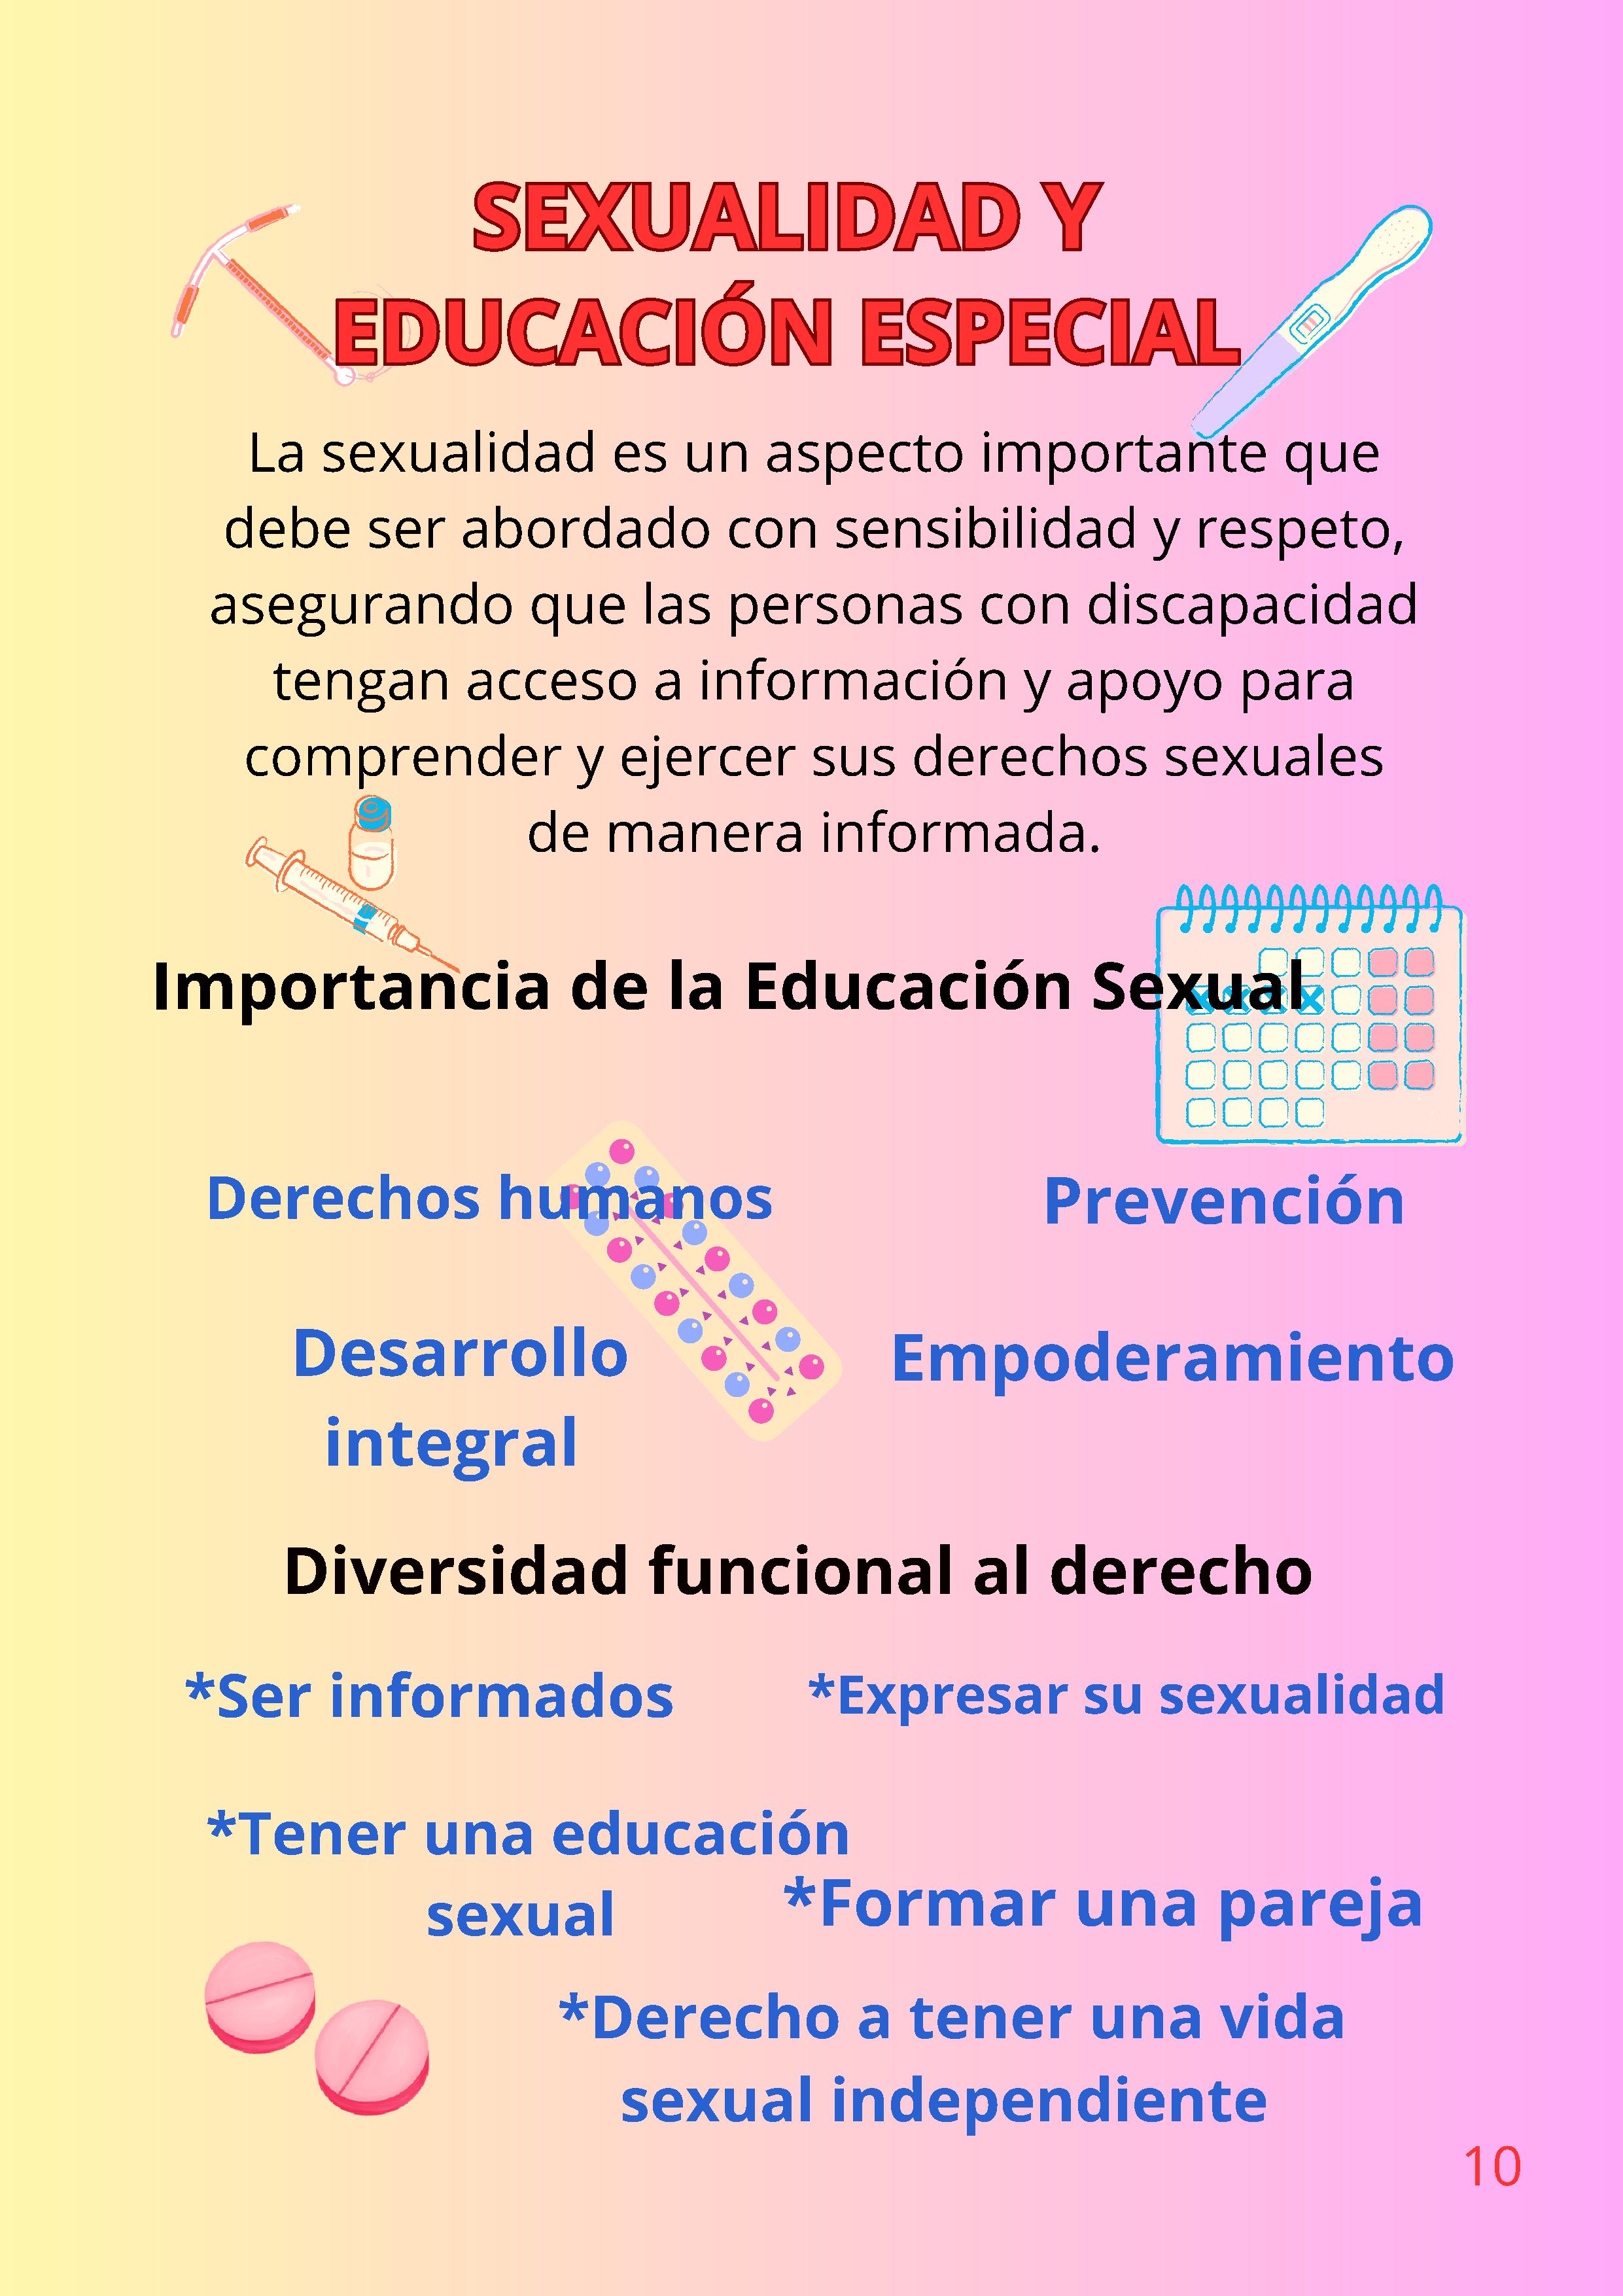 SEXUALIDAD Y
EDUCACIÓN ESPECIAL
La sexualidad es un aspecto importante que
debe ser abordado con sensibilidad y respeto,
asegurando que las personas con discapacidad
tengan acceso a información y apoyo para
comprender y ejercer sus derechos sexuales
de manera informada.
Importancia de la Educación Sexual
Derechos humanos
Prevención
Desarrollo
integral
Empoderamiento
Diversidad funcional al derecho
*Ser informados
*Expresar su sexualidad
*Tener una educación
sexual
*Formar una pareja
*Derecho a tener una vida
sexual independiente
10